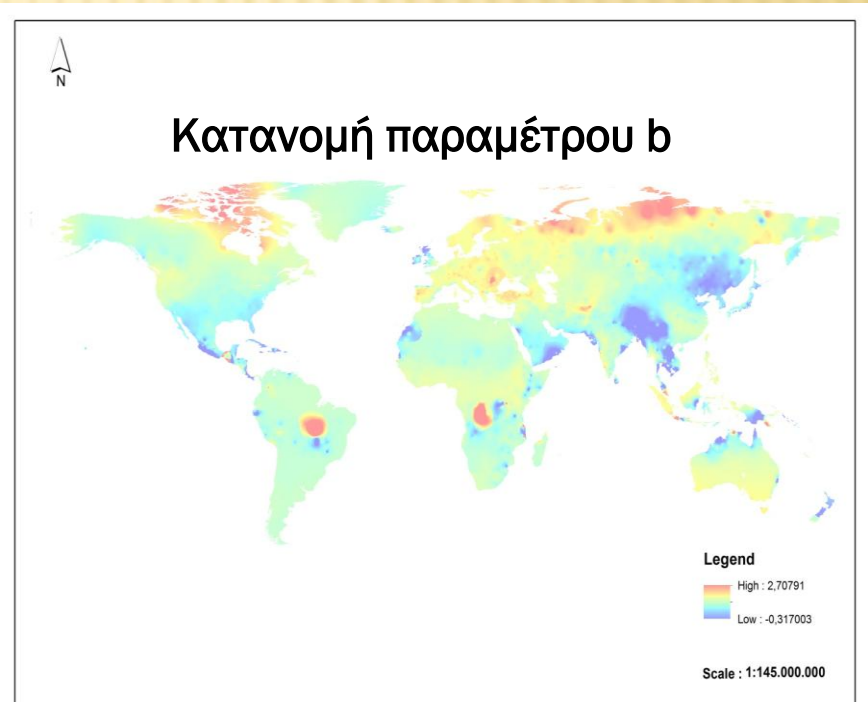 N
Κατανομή παραμέτρου b
Legend
High : 2,70791
Low : -0,317003
Scale : 1:145.000.000